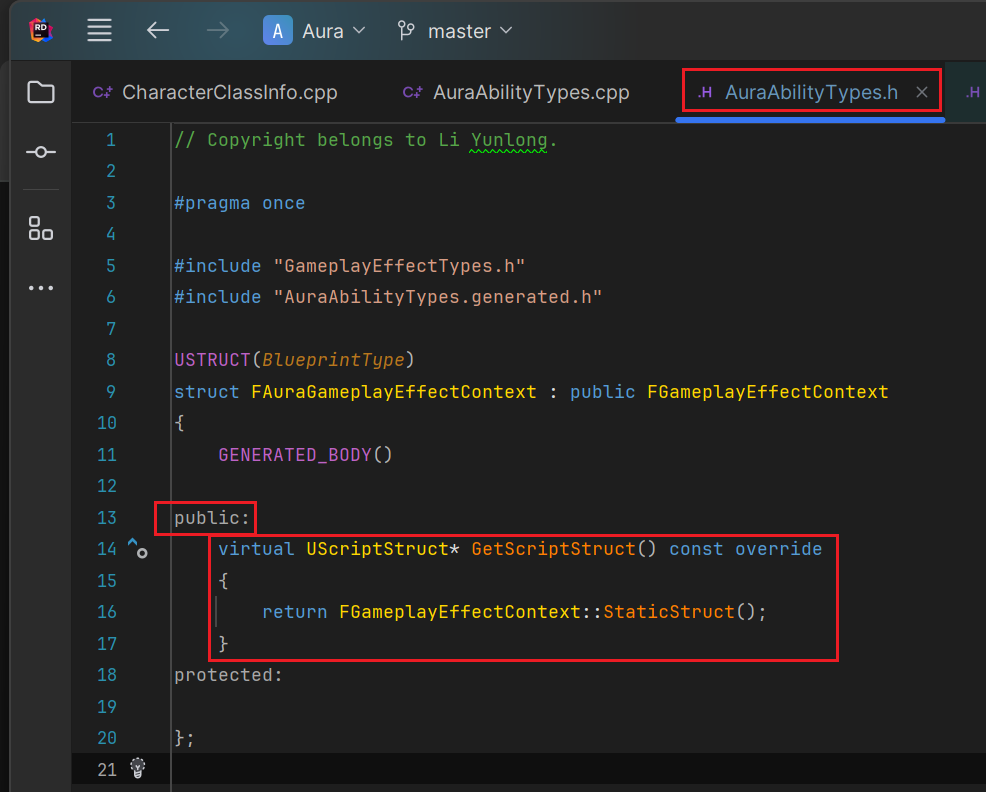 RD
A Aura master
C+ CharacterClassInfo.cpp C+ AuraAbilityTypes.cpp .H AuraAbilityTypes.h × .H
1 // Copyright belongs to Li Yunlong.
2
3 #pragma once
4
5 #include "GameplayEffectTypes.h"
6 #include "AuraAbilityTypes.generated.h"
7
8 USTRUCT(BlueprintType)
9 struct FAuraGameplayEffectContext : public FGameplayEffectContext
10 {
11 GENERATED_BODY()
12
13 public:
14 virtual UScriptStruct* GetScriptStruct() const override
15 {
16 return FGameplayEffectContext::StaticStruct();
17 }
18 protected:
19
20 };
21